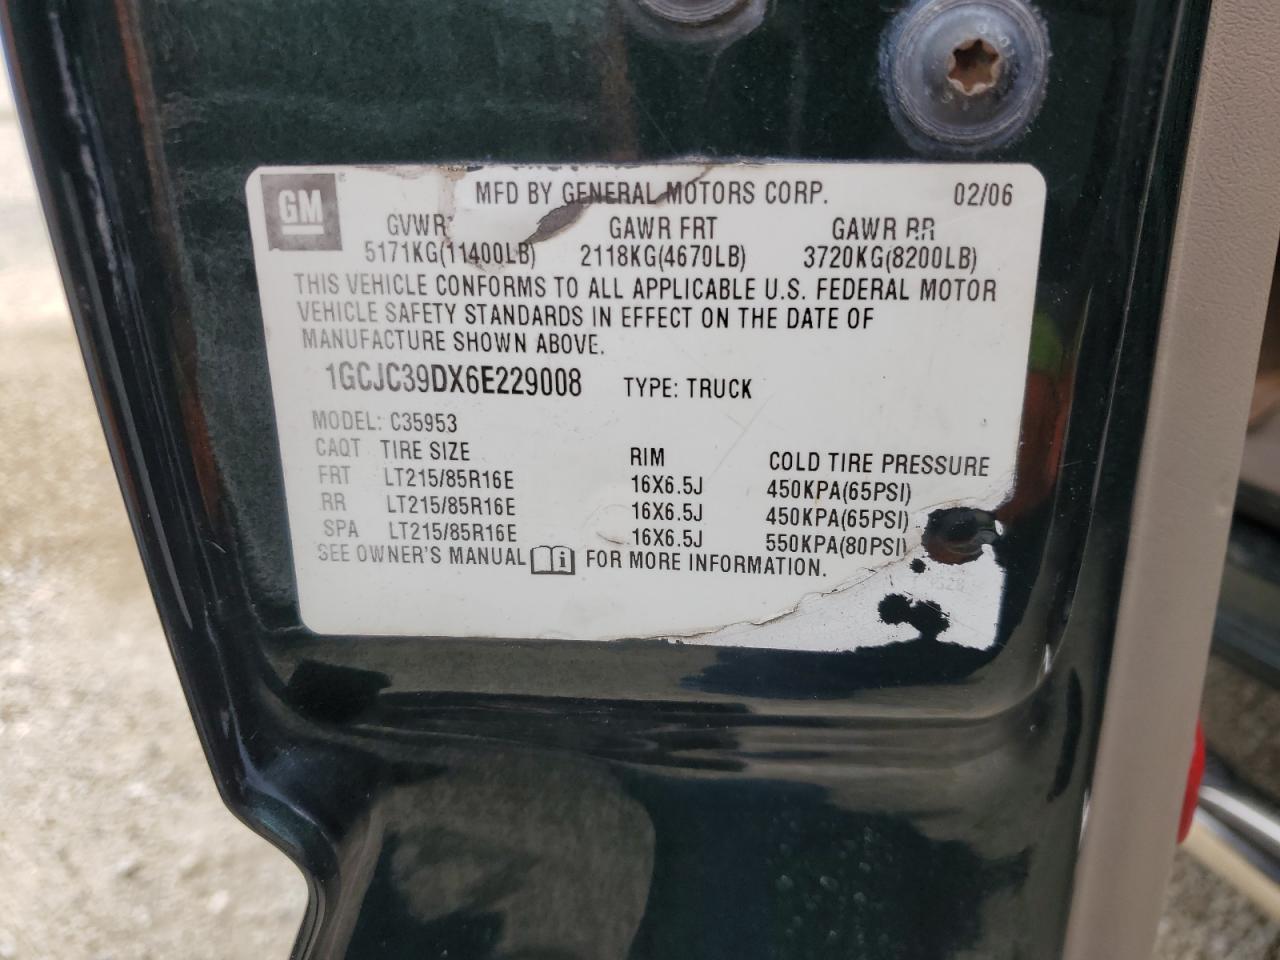 GM
MFD BY GENERAL MOTORS CORP. 02/06
GVWR GAWR FRT GAWR RR
5171KG(11400LB) 2118KG(4670LB) 3720KG(8200LB)
THIS VEHICLE CONFORMS TO ALL APPLICABLE U.S. FEDERAL MOTOR
VEHICLE SAFETY STANDARDS IN EFFECT ON THE DATE OF
MANUFACTURE SHOWN ABOVE.
1GCJC39DX6E229008 TYPE: TRUCK
MODEL: C35953
CAQT TIRE SIZE RIM COLD TIRE PRESSURE
FRT LT215/85R16E 16X6.5J 450KPA(65PSI)
RR LT215/85R16E 16X6.5J 450KPA(65PSI)
SPA LT215/85R16E 16X6.5J 550KPA(80PSI)
SEE OWNER'S MANUAL i FOR MORE INFORMATION.